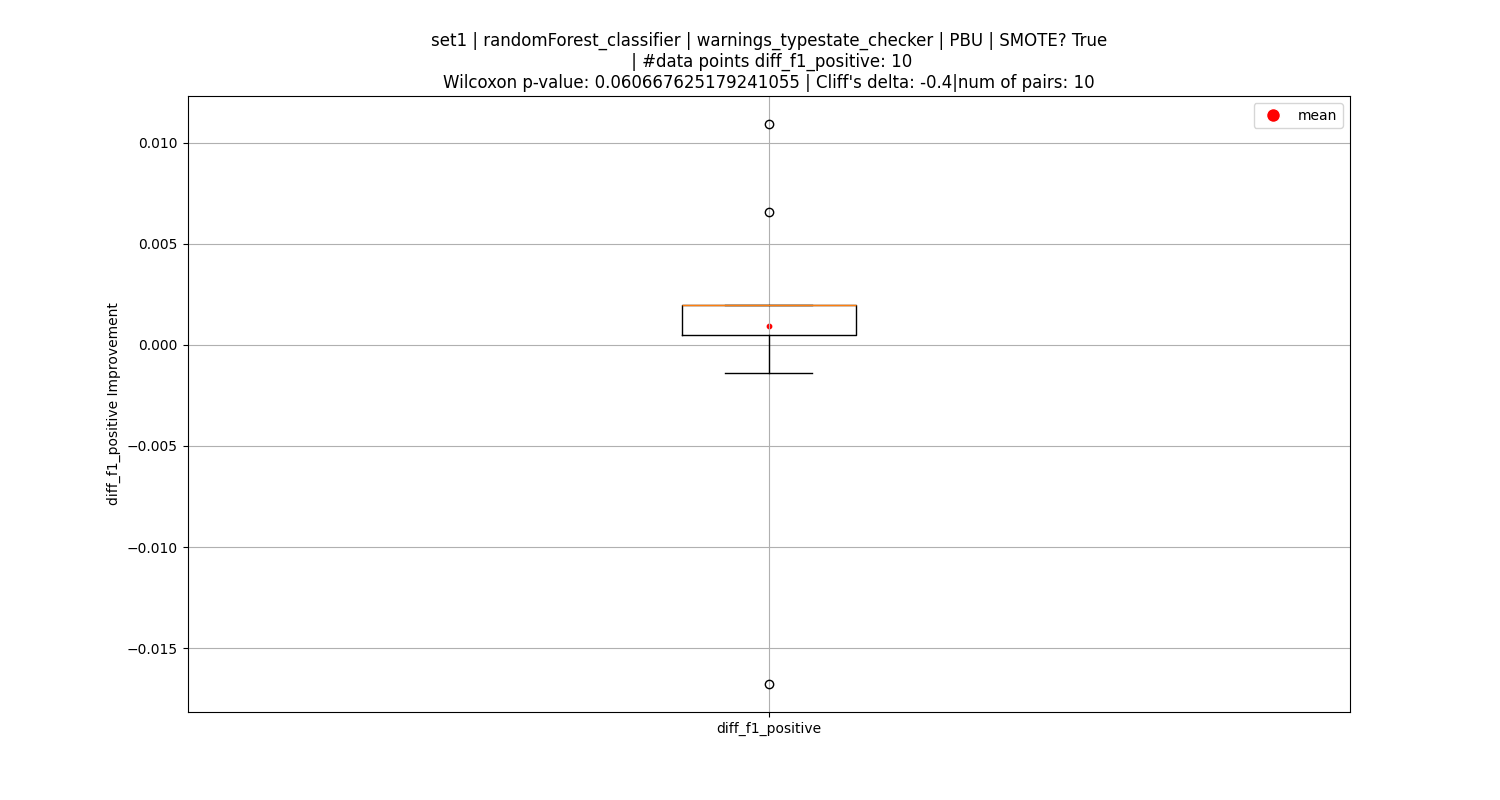 set1 | randomForest_classifier | warnings_typestate_checker | PBU | SMOTE? True
| #data points diff_f1_positive: 10
Wilcoxon p-value: 0.060667625179241055 | Cliff's delta: -0.4|num of pairs: 10
mean
0.010
0.005
0.000
−0.005
−0.010
−0.015
diff_f1_positive Improvement
diff_f1_positive